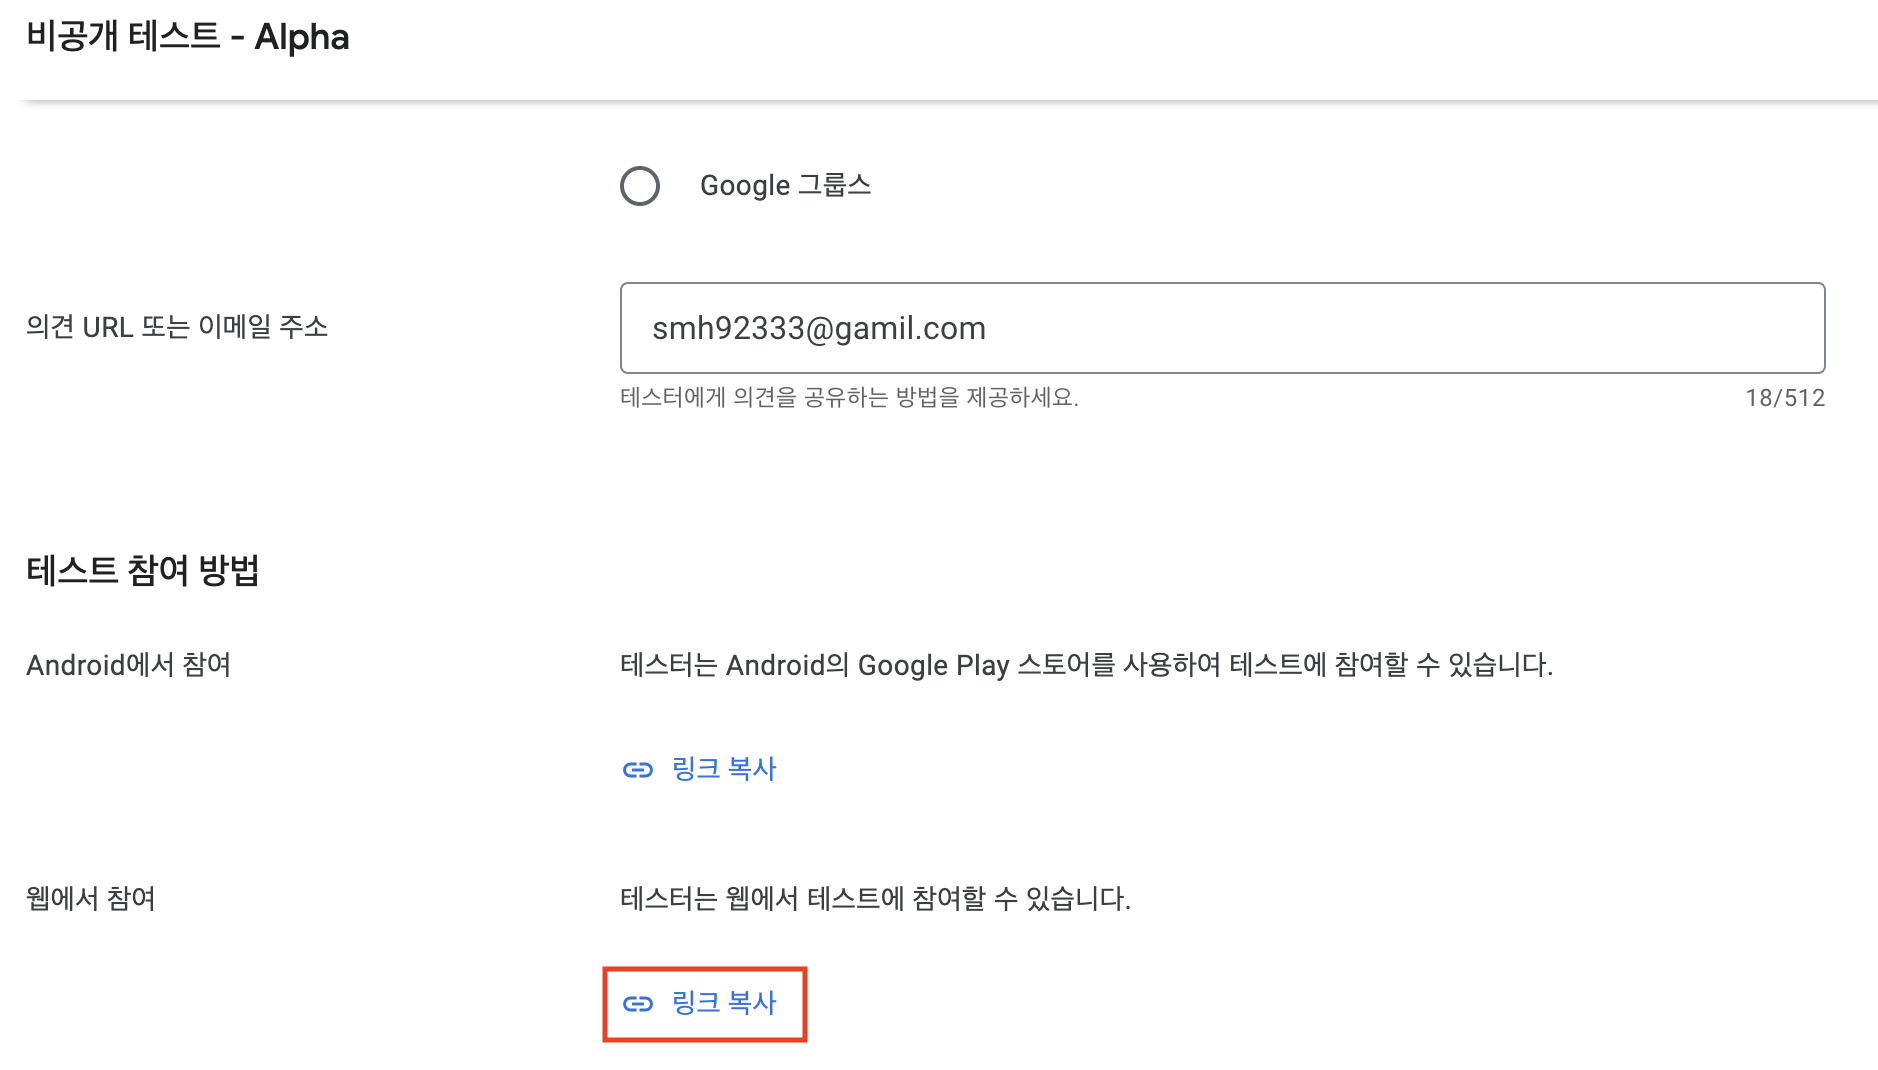 비공개 테스트 - Alpha
Google 그룹스
의견 URL 또는 이메일 주소
smh92333@gamil.com
테스터에게 의견을 공유하는 방법을 제공하세요.
18/512
테스트 참여 방법
Android에서 참여
테스터는 Android의 Google Play 스토어를 사용하여 테스트에 참여할 수 있습니다.
링크 복사
웹에서 참여
테스터는 웹에서 테스트에 참여할 수 있습니다.
링크 복사